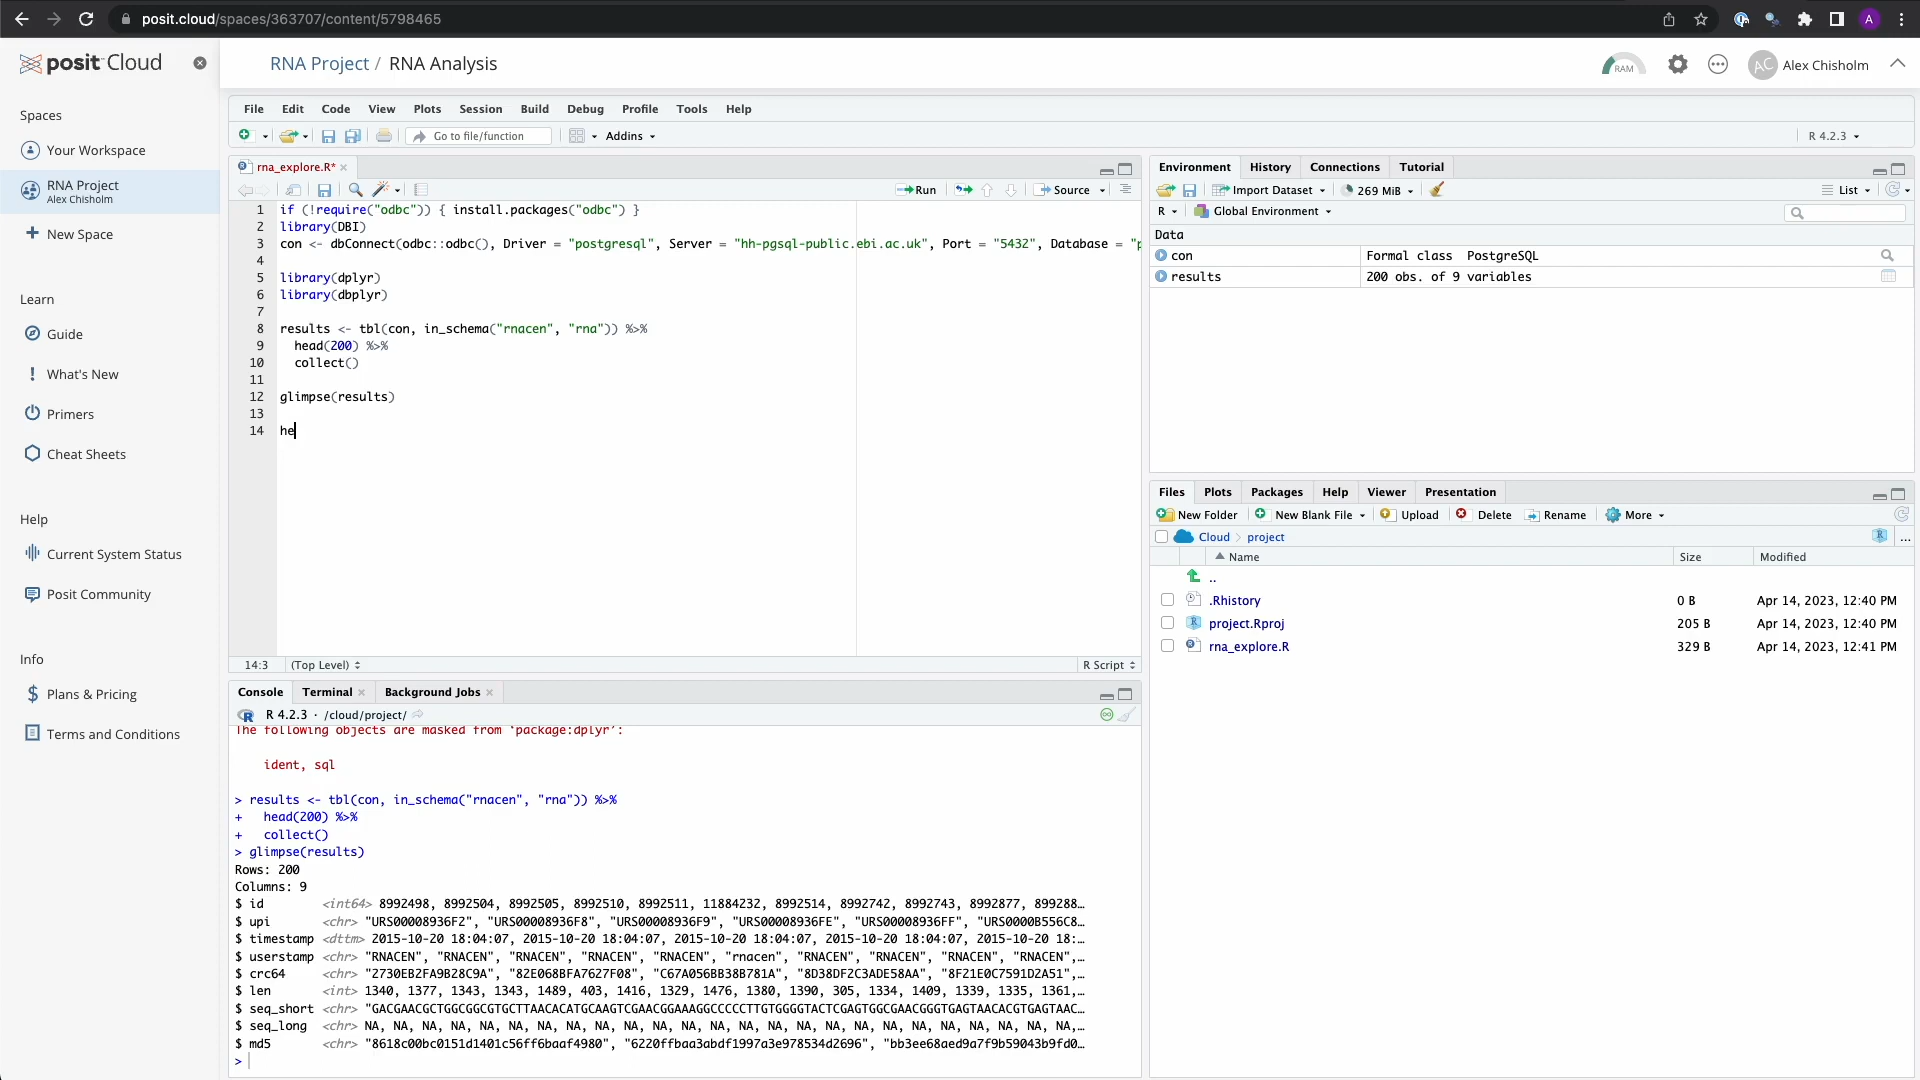 posit.cloud/spaces/363707/content/5798465
A
posit Cloud
RNA Project / RNA Analysis
RAM
AC Alex Chisholm
Spaces
Your Workspace
RNA Project
Alex Chisholm
New Space
Learn
Guide
What's New
Primers
Cheat Sheets
Help
Current System Status
Posit Community
Info
Plans & Pricing
Terms and Conditions
File Edit Code View Plots Session Build Debug Profile Tools Help
Go to file/function Addins R 4.2.3
rna_explore.R*
Run Source
1 if (!require("odbc")) { install.packages("odbc") }
2 library(DBI)
3 con <- dbConnect(odbc::odbc(), Driver = "postgresql", Server = "hh-pgsql-public.ebi.ac.uk", Port = "5432", Database = "p
4
5 library(dplyr)
6 library(dbplyr)
7
8 results <- tbl(con, in_schema("rnacen", "rna")) %>%
9 head(200) %>%
10 collect()
11
12 glimpse(results)
13
14 he
14:3 (Top Level) R Script
Console Terminal Background Jobs
R 4.2.3 · /cloud/project/
The following objects are masked from ‘package:dplyr’:
ident, sql
> results <- tbl(con, in_schema("rnacen", "rna")) %>%
+ head(200) %>%
+ collect()
> glimpse(results)
Rows: 200
Columns: 9
$ id <int64> 8992498, 8992504, 8992505, 8992510, 8992511, 11884232, 8992514, 8992742, 8992743, 8992877, 899288…
$ upi <chr> "URS00008936F2", "URS00008936F8", "URS00008936F9", "URS00008936FE", "URS00008936FF", "URS0000B556C8…
$ timestamp <dttm> 2015-10-20 18:04:07, 2015-10-20 18:04:07, 2015-10-20 18:04:07, 2015-10-20 18:04:07, 2015-10-20 18:…
$ userstamp <chr> "RNACEN", "RNACEN", "RNACEN", "RNACEN", "RNACEN", "rnacen", "RNACEN", "RNACEN", "RNACEN", "RNACEN",…
$ crc64 <chr> "2730EB2FA9B28C9A", "82E068BFA7627F08", "C67A056BB38B781A", "8D38DF2C3ADE58AA", "8F21E0C7591D2A51",…
$ len <int> 1340, 1377, 1343, 1343, 1489, 403, 1416, 1329, 1476, 1380, 1390, 305, 1334, 1409, 1339, 1335, 1361,…
$ seq_short <chr> "GACGAACGCTGGCGGCGTGCTTAACACATGCAAGTCGAACGGAAAGGCCCCCTTGTGGGGTACTCGAGTGGCGAACGGGTGAGTAACACGTGAGTAAC…
$ seq_long <chr> NA, NA, NA, NA, NA, NA, NA, NA, NA, NA, NA, NA, NA, NA, NA, NA, NA, NA, NA, NA, NA, NA, NA, NA, NA,…
$ md5 <chr> "8618c00bc0151d1401c56ff6baaf4980", "6220ffbaa3abdf1997a3e978534d2696", "bb3ee68aed9a7f9b59043b9fd0…
>
Environment History Connections Tutorial
Import Dataset 269 MiB List
R Global Environment
Data
con Formal class PostgreSQL
results 200 obs. of 9 variables
Files Plots Packages Help Viewer Presentation
New Folder New Blank File Upload Delete Rename More
Cloud project ...
Name Size Modified
..
.Rhistory 0 B Apr 14, 2023, 12:40 PM
project.Rproj 205 B Apr 14, 2023, 12:40 PM
rna_explore.R 329 B Apr 14, 2023, 12:41 PM